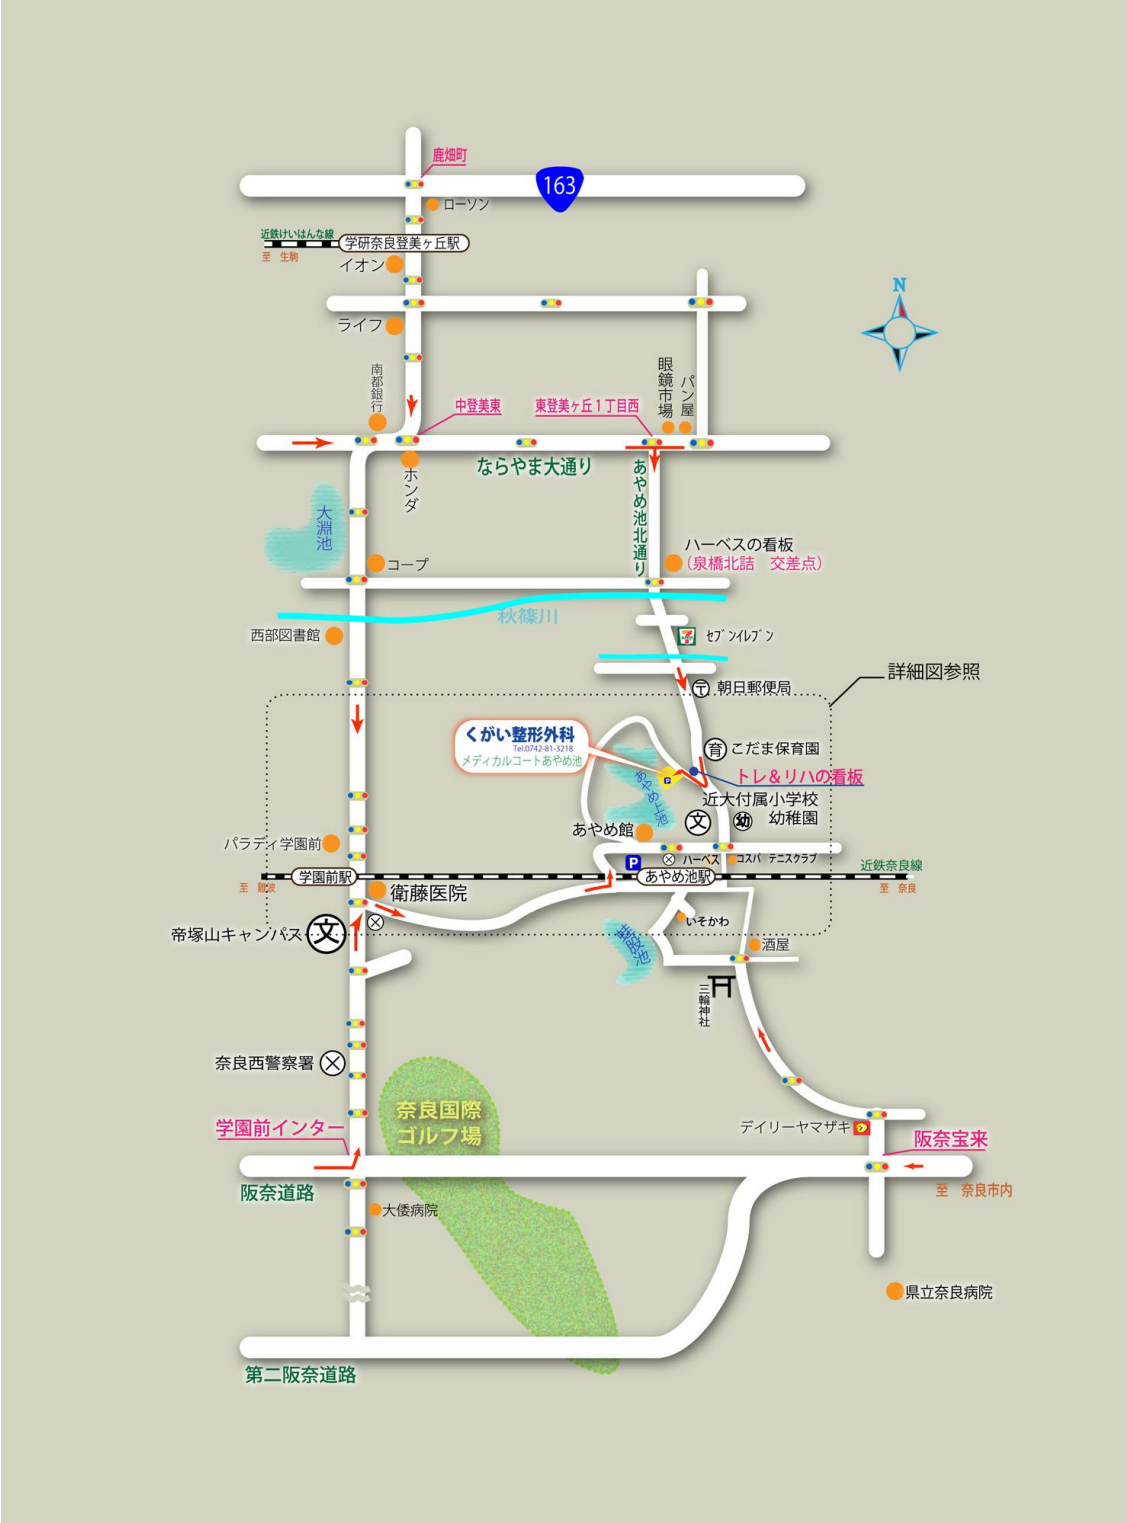 鹿畑町
163
ローソン
近鉄けいはんな線
至 生駒
学研奈良登美ヶ丘駅
イオン
N
ライフ
南都銀行
中登美東
東登美ヶ丘1丁目西
眼鏡市場
パン屋
ならやま大通り
ホンダ
あやめ池北通り
大淵池
コープ
ハーベスの看板
(泉橋北詰 交差点)
秋篠川
西部図書館
セブンイレブン
詳細図参照
〒
朝日郵便局
くがい整形外科
Tel.0742-81-3218
メディカルコートあやめ池
育
こだま保育園
トレ&リハの看板
P
あやめ上池
近大付属小学校
文
幼
幼稚園
あやめ館
パラディ学園前
P
ハーベス
コスパ テニスクラブ
近鉄奈良線
至 難波
学園前駅
あやめ池駅
至 奈良
衛藤医院
いそかわ
帝塚山キャンパス
文
酒屋
三輪神社
奈良西警察署
奈良国際
ゴルフ場
学園前インター
デイリーヤマザキ
阪奈宝来
阪奈道路
至 奈良市内
大倭病院
県立奈良病院
第二阪奈道路